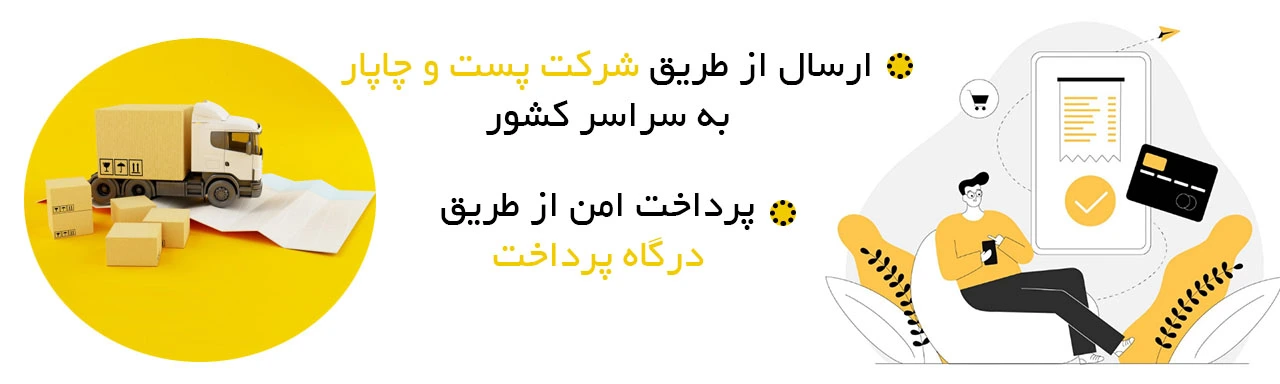 ارسال از طریق شرکت پست و چاپار
به سراسر کشور
پرداخت امن از طریق
درگاه پرداخت